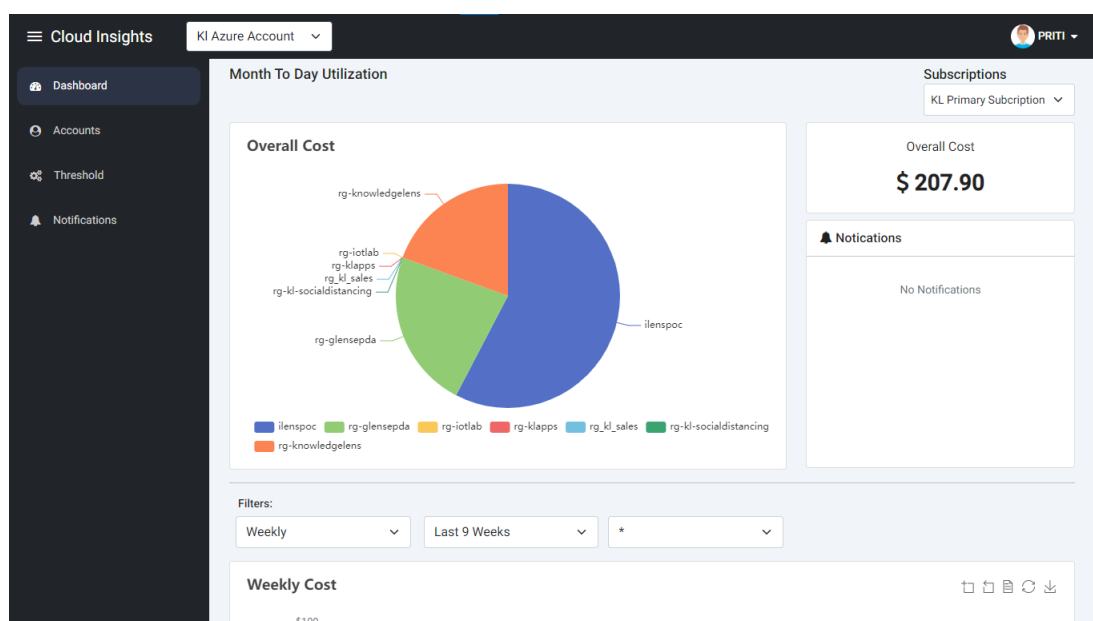 Cloud Insights
KI Azure Account
PRITI
Dashboard
Accounts
Threshold
Notifications
Month To Day Utilization
Subscriptions
KL Primary Subcription
Overall Cost
rg-knowledgelens
rg-iotlab
rg-klapps
rg_kl_sales
rg-kl-socialdistancing
rg-glensepda
ilenspoc
ilenspoc rg-glensepda rg-iotlab rg-klapps rg_kl_sales rg-kl-socialdistancing
rg-knowledgelens
Overall Cost
$ 207.90
Notications
No Notifications
Filters:
Weekly Last 9 Weeks *
Weekly Cost
$100